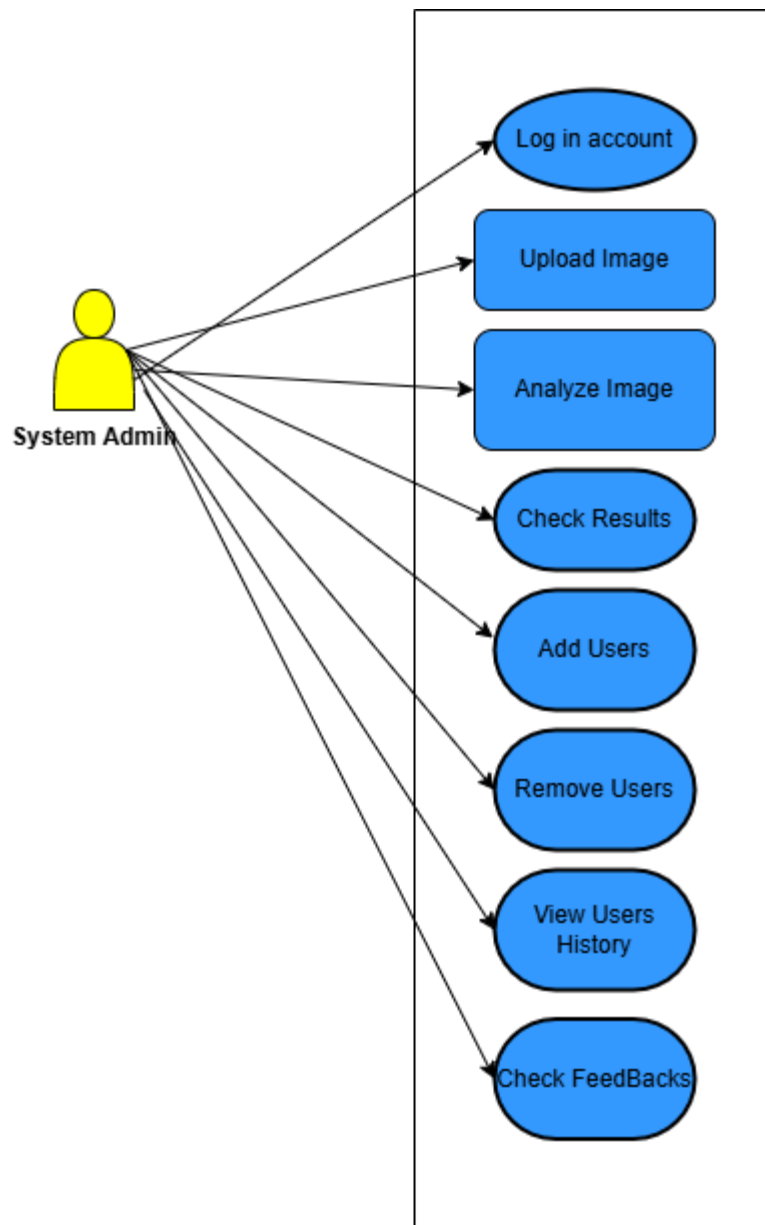 Log in account
Upload Image
Analyze Image
System Admin
Check Results
Add Users
Remove Users
View Users
History
Check FeedBacks